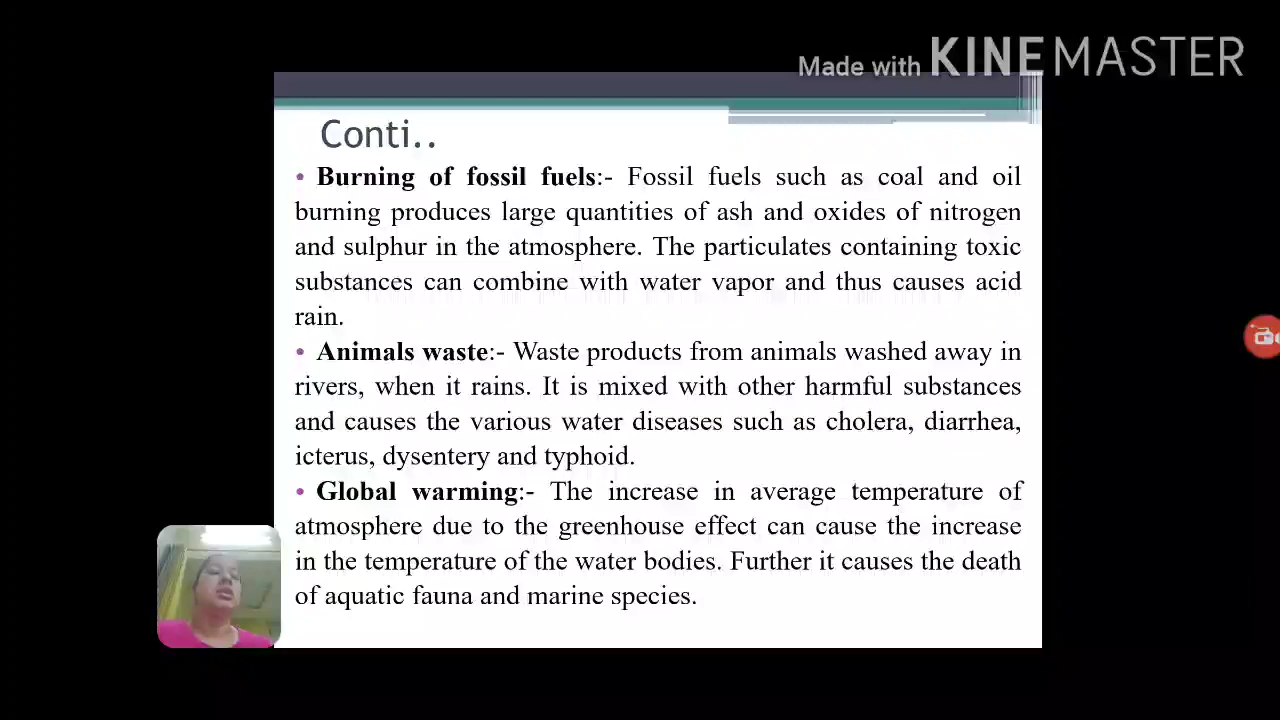 Made with KINEMASTER
Conti..
• Burning of fossil fuels:- Fossil fuels such as coal and oil
burning produces large quantities of ash and oxides of nitrogen
and sulphur in the atmosphere. The particulates containing toxic
substances can combine with water vapor and thus causes acid
rain.
• Animals waste:- Waste products from animals washed away in
rivers, when it rains. It is mixed with other harmful substances
and causes the various water diseases such as cholera, diarrhea,
icterus, dysentery and typhoid.
• Global warming:- The increase in average temperature of
atmosphere due to the greenhouse effect can cause the increase
in the temperature of the water bodies. Further it causes the death
of aquatic fauna and marine species.